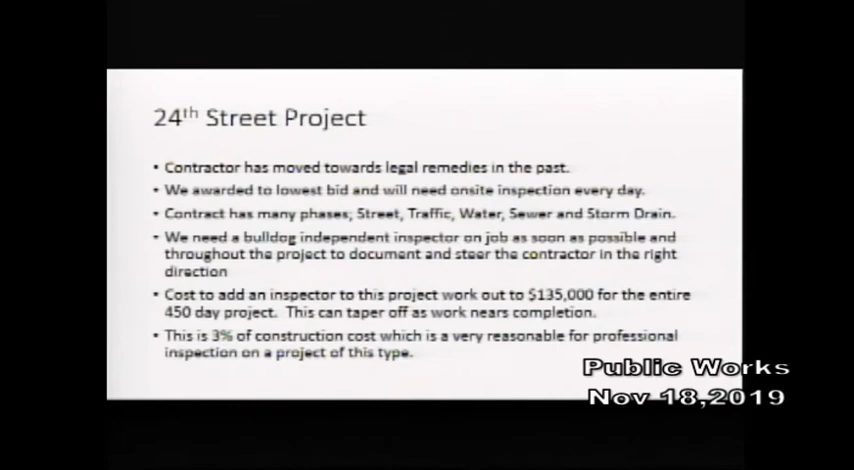 24th Street Project
• Contractor has moved towards legal remedies in the past.
• We awarded to lowest bid and will need onsite inspection every day.
• Contract has many phases; Street, Traffic, Water, Sewer and Storm Drain.
• We need a bulldog independent inspector on job as soon as possible and
throughout the project to document and steer the contractor in the right
direction
• Cost to add an inspector to this project work out to $135,000 for the entire
450 day project. This can taper off as work nears completion.
• This is 3% of construction cost which is a very reasonable for professional
inspection on a project of this type.
Public Works
Nov 18,2019